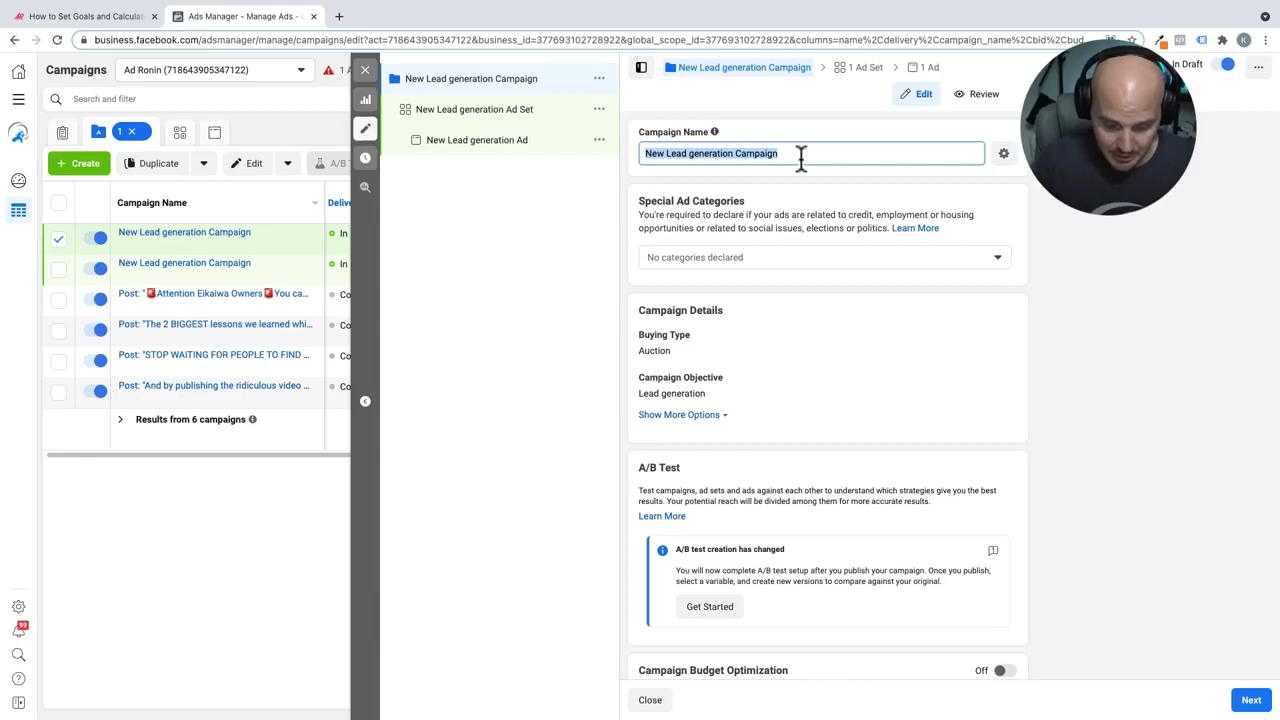 How to Set Goals and Calculat
Ads Manager - Manage Ads - C
business.facebook.com/adsmanager/manage/campaigns/edit?act=718643905347122&business_id=377693102728922&global_scope_id=377693102728922&columns=name%2Cdelivery%2Ccampaign_name%2Cbid%2Cbud
K
Campaigns
Ad Ronin (718643905347122)
1 A
Search and filter
1
Create
Duplicate
Edit
A/B T
Campaign Name
Delive
New Lead generation Campaign
In
New Lead generation Campaign
In
Post: "🚨Attention Eikaiwa Owners🚨You ca...
Co
Post: "The 2 BIGGEST lessons we learned whi...
Co
Post: "STOP WAITING FOR PEOPLE TO FIND ...
Co
Post: "And by publishing the ridiculous video ...
Co
Results from 6 campaigns
99
New Lead generation Campaign
New Lead generation Ad Set
New Lead generation Ad
New Lead generation Campaign
1 Ad Set
1 Ad
In Draft
Edit
Review
Campaign Name
New Lead generation Campaign
Special Ad Categories
You're required to declare if your ads are related to credit, employment or housing
opportunities or related to social issues, elections or politics. Learn More
No categories declared
Campaign Details
Buying Type
Auction
Campaign Objective
Lead generation
Show More Options
A/B Test
Test campaigns, ad sets and ads against each other to understand which strategies give you the best
results. Your potential reach will be divided among them for more accurate results.
Learn More
A/B test creation has changed
You will now complete A/B test setup after you publish your campaign. Once you publish,
select a variable, and create new versions to compare against your original.
Get Started
Campaign Budget Optimization
Off
Close
Next